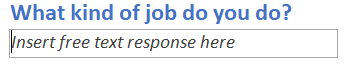 What kind of job do you do?
Insert free text response here